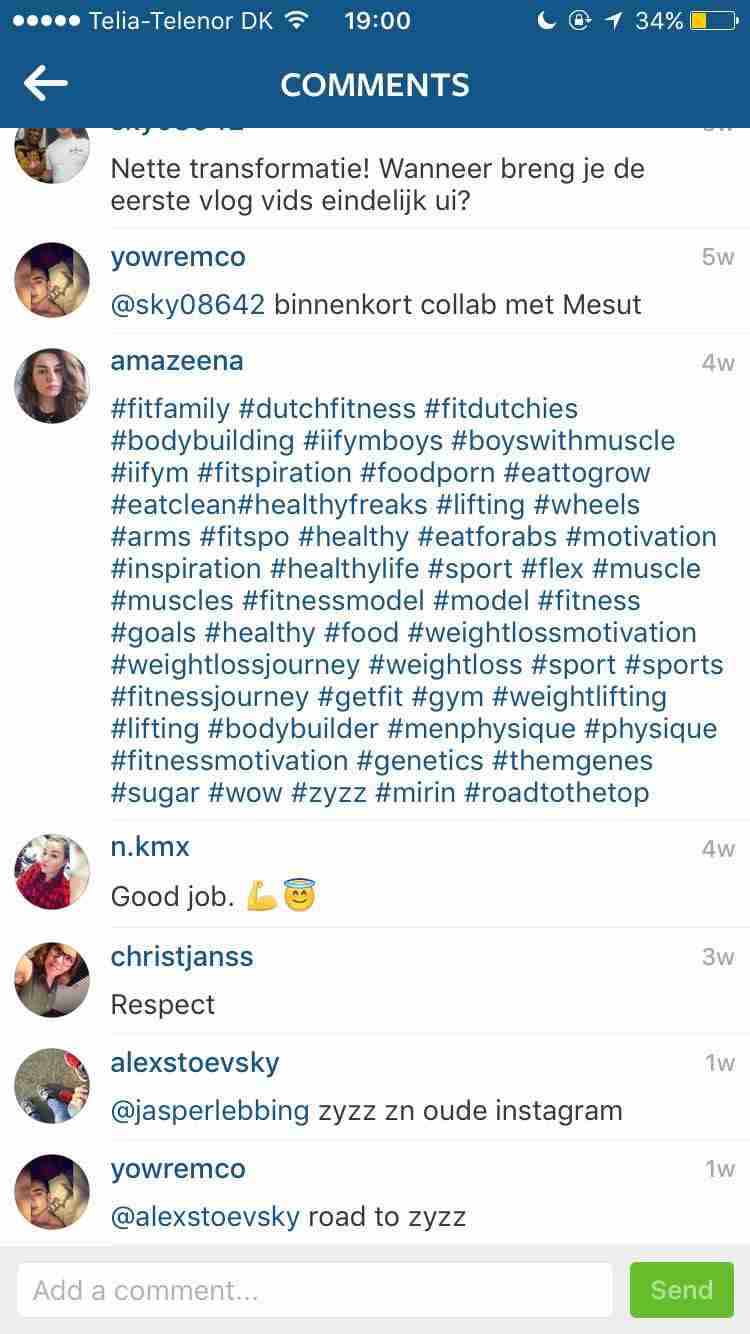 Telia-Telenor DK 19:00 34%
COMMENTS
Nette transformatie! Wanneer breng je de
eerste vlog vids eindelijk ui?
yowremco 5w
@sky08642 binnenkort collab met Mesut
amazeena 4w
#fitfamily #dutchfitness #fitdutchies
#bodybuilding #iifymboys #boyswithmuscle
#iifym #fitspiration #foodporn #eattogrow
#eatclean#healthyfreaks #lifting #wheels
#arms #fitspo #healthy #eatforabs #motivation
#inspiration #healthylife #sport #flex #muscle
#muscles #fitnessmodel #model #fitness
#goals #healthy #food #weightlossmotivation
#weightlossjourney #weightloss #sport #sports
#fitnessjourney #getfit #gym #weightlifting
#lifting #bodybuilder #menphysique #physique
#fitnessmotivation #genetics #themgenes
#sugar #wow #zyzz #mirin #roadtothetop
n.kmx 4w
Good job. 💪😇
christjanss 3w
Respect
alexstoevsky 1w
@jasperlebbing zyzz zn oude instagram
yowremco 1w
@alexstoevsky road to zyzz
Add a comment... Send